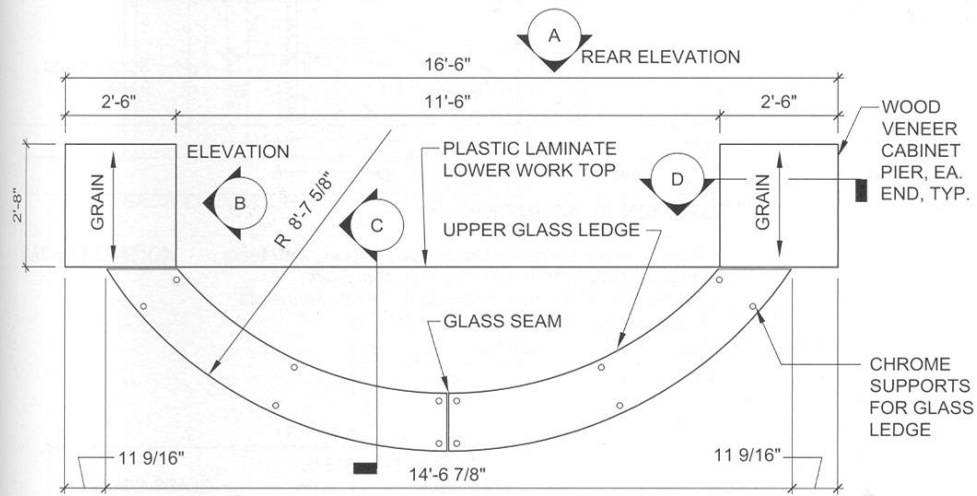 A
REAR ELEVATION
16'-6"
2'-6"
11'-6"
2'-6"
WOOD
VENEER
CABINET
PIER, EA.
END, TYP.
ELEVATION
PLASTIC LAMINATE
LOWER WORK TOP
2'-8"
GRAIN
B
R 8'-7 5/8"
C
D
GRAIN
UPPER GLASS LEDGE
GLASS SEAM
CHROME
SUPPORTS
FOR GLASS
LEDGE
11 9/16"
14'-6 7/8"
11 9/16"